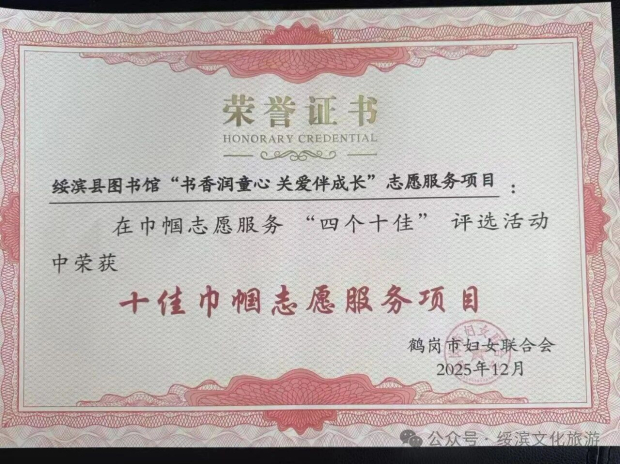 荣誉证书
HONORARY CREDENTIAL
绥滨县图书馆“书香润童心 关爱伴成长”志愿服务项目：
在巾帼志愿服务 “四个十佳” 评选活动
中荣获
十佳巾帼志愿服务项目
鹤岗市妇女联合会
2025年12月
公众号·绥滨文化旅游